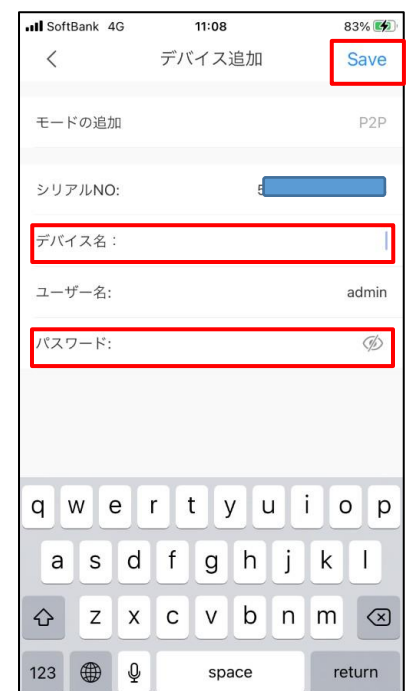 SoftBank 4G 11:08 83%
デバイス追加 Save
モードの追加 P2P
シリアルNO:
デバイス名：
ユーザー名: admin
パスワード:
q w e r t y u i o p
a s d f g h j k l
z x c v b n m
123 space return